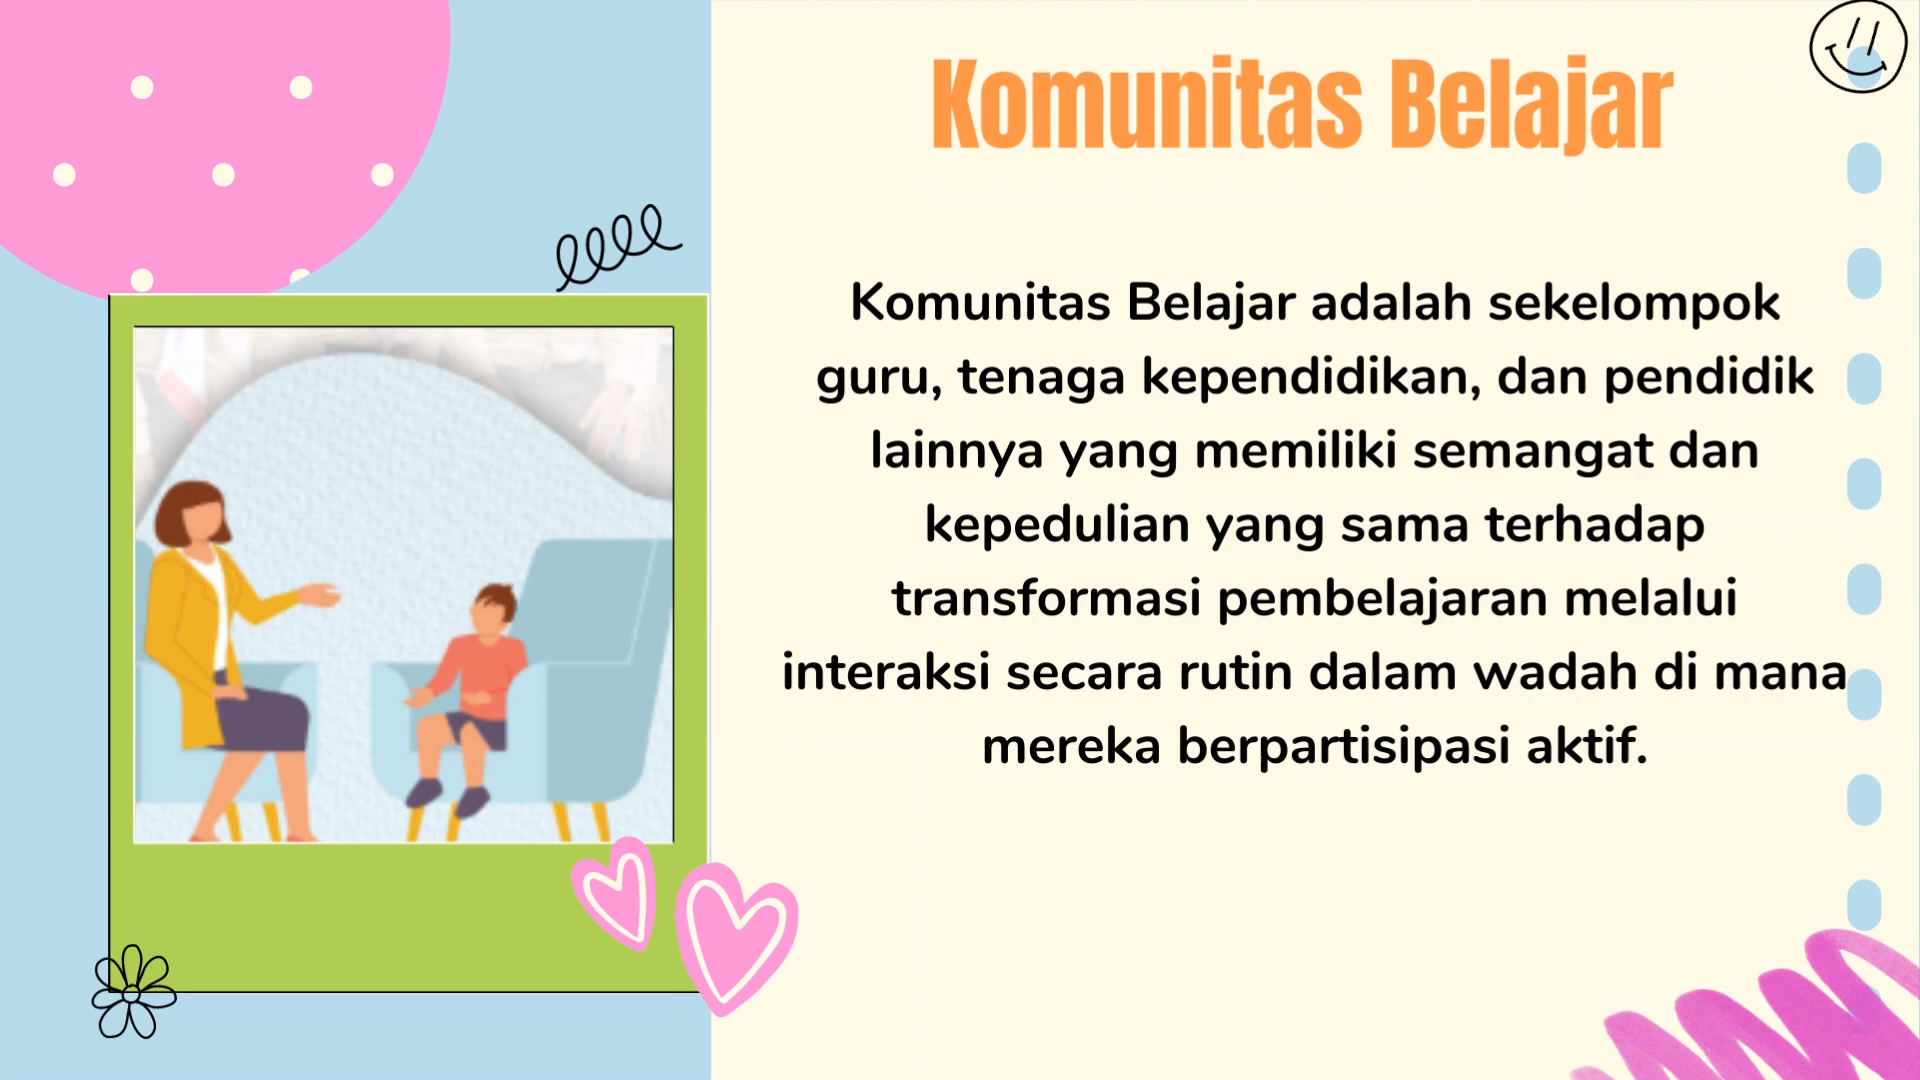 Komunitas Belajar
Komunitas Belajar adalah sekelompok
guru, tenaga kependidikan, dan pendidik
lainnya yang memiliki semangat dan
kepedulian yang sama terhadap
transformasi pembelajaran melalui
interaksi secara rutin dalam wadah di mana
mereka berpartisipasi aktif.